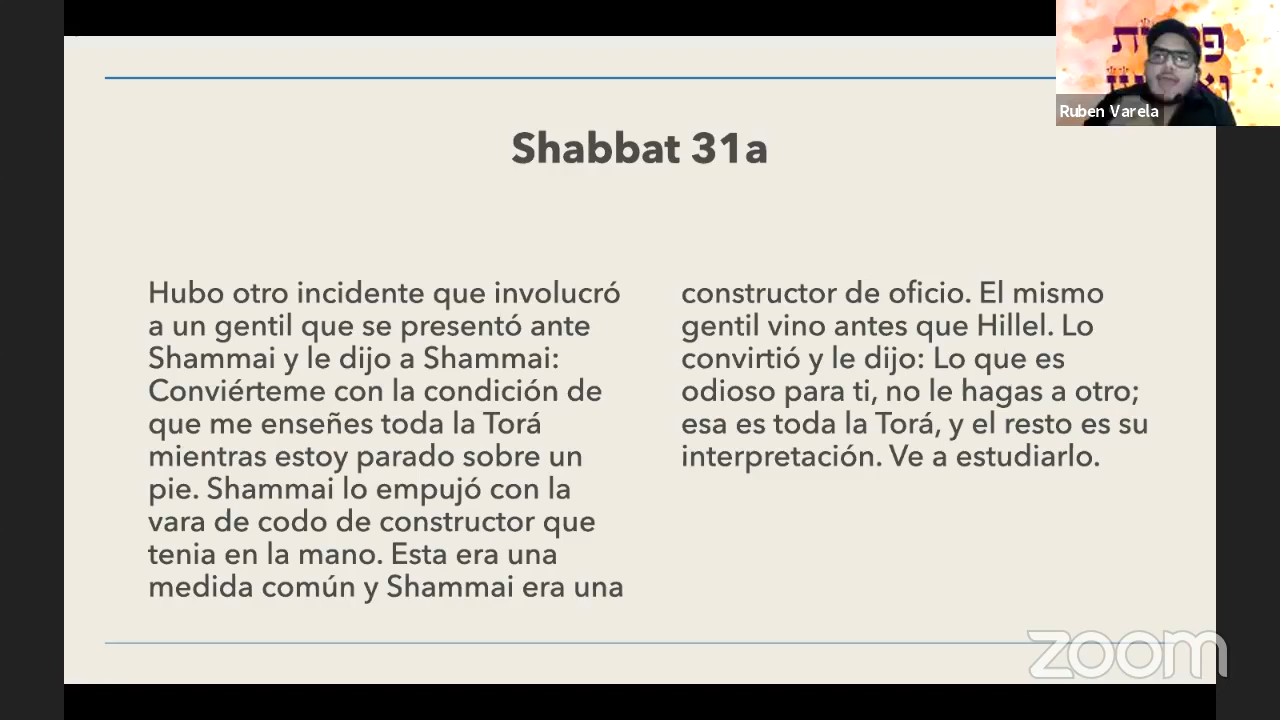 Shabbat 31a
Hubo otro incidente que involucró
a un gentil que se presentó ante
Shammai y le dijo a Shammai:
Conviérteme con la condición de
que me enseñes toda la Torá
mientras estoy parado sobre un
pie. Shammai lo empujó con la
vara de codo de constructor que
tenia en la mano. Esta era una
medida común y Shammai era una
constructor de oficio. El mismo
gentil vino antes que Hillel. Lo
convirtió y le dijo: Lo que es
odioso para ti, no le hagas a otro;
esa es toda la Torá, y el resto es su
interpretación. Ve a estudiarlo.
Ruben Varela
zoom